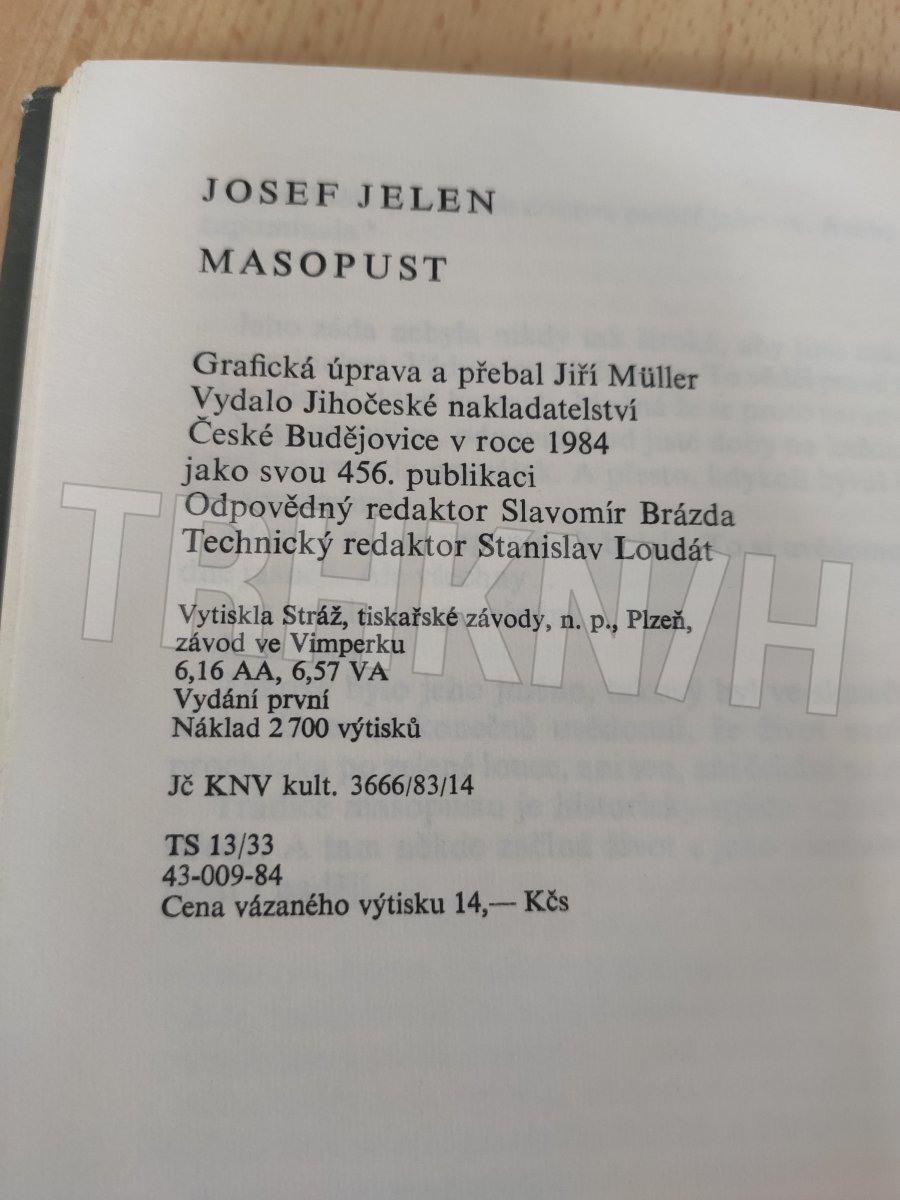 JOSEF JELEN
MASOPUST
Grafická úprava a přebal Jiří Müller
Vydalo Jihočeské nakladatelství
České Budějovice v roce 1984
jako svou 456. publikaci
Odpovědný redaktor Slavomír Brázda
Technický redaktor Stanislav Loudát
TRHKNIH
Vytiskla Stráž, tiskařské závody, n. p., Plzeň,
závod ve Vimperku
6,16 AA, 6,57 VA
Vydání první
Náklad 2 700 výtisků
Jč KNV kult. 3666/83/14
TS 13/33
43-009-84
Cena vázaného výtisku 14,— Kčs